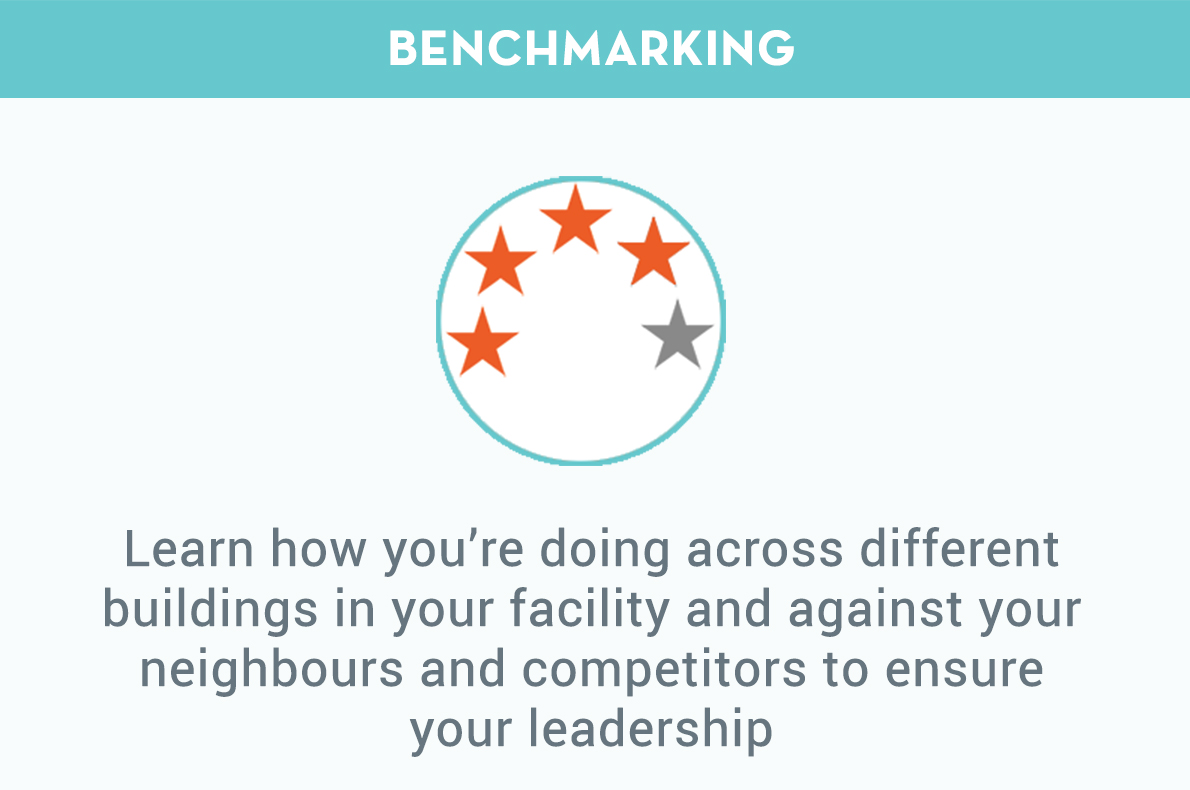 BENCHMARKING
Learn how you’re doing across different
buildings in your facility and against your
neighbours and competitors to ensure
your leadership